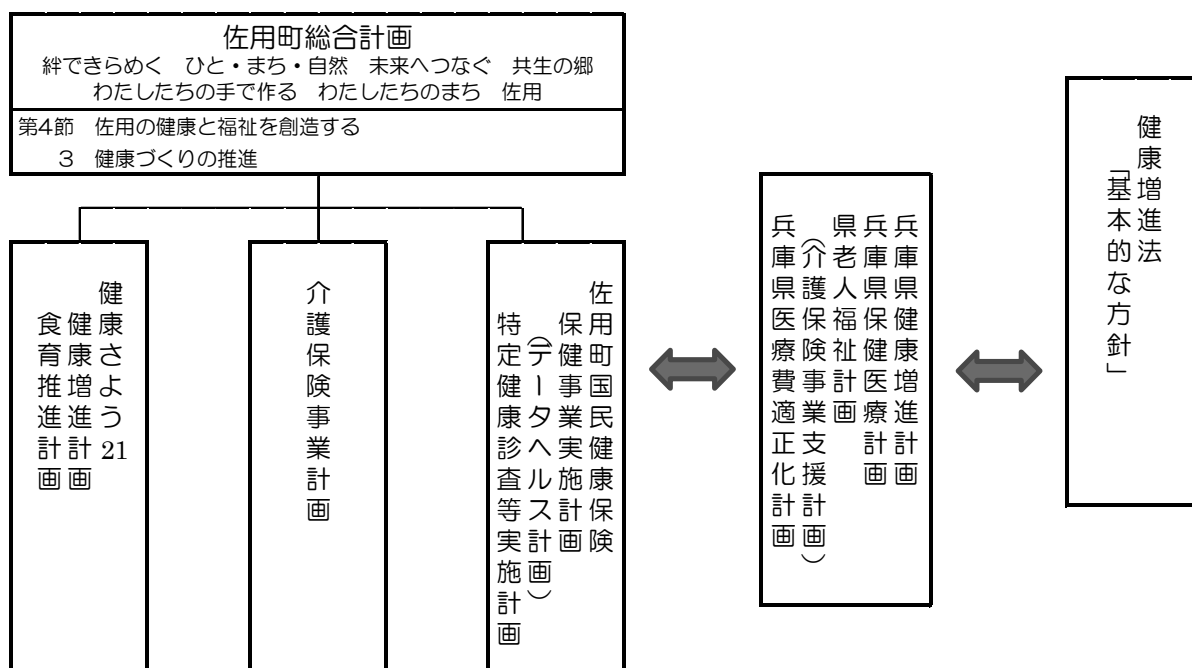 佐用町総合計画
絆できらめく ひと・まち・自然 未来へつなぐ 共生の郷
わたしたちの手で作る わたしたちのまち 佐用
第4節 佐用の健康と福祉を創造する
3 健康づくりの推進
健康さよう21
健康増進計画
食育推進計画
介護保険事業計画
佐用町国民健康保険
保健事業実施計画
(データヘルス計画)
特定健康診査等実施計画
兵庫県健康増進計画
兵庫県保健医療計画
県老人福祉計画
(介護保険事業支援計画)
兵庫県医療費適正化計画
健康増進法
「基本的な方針」